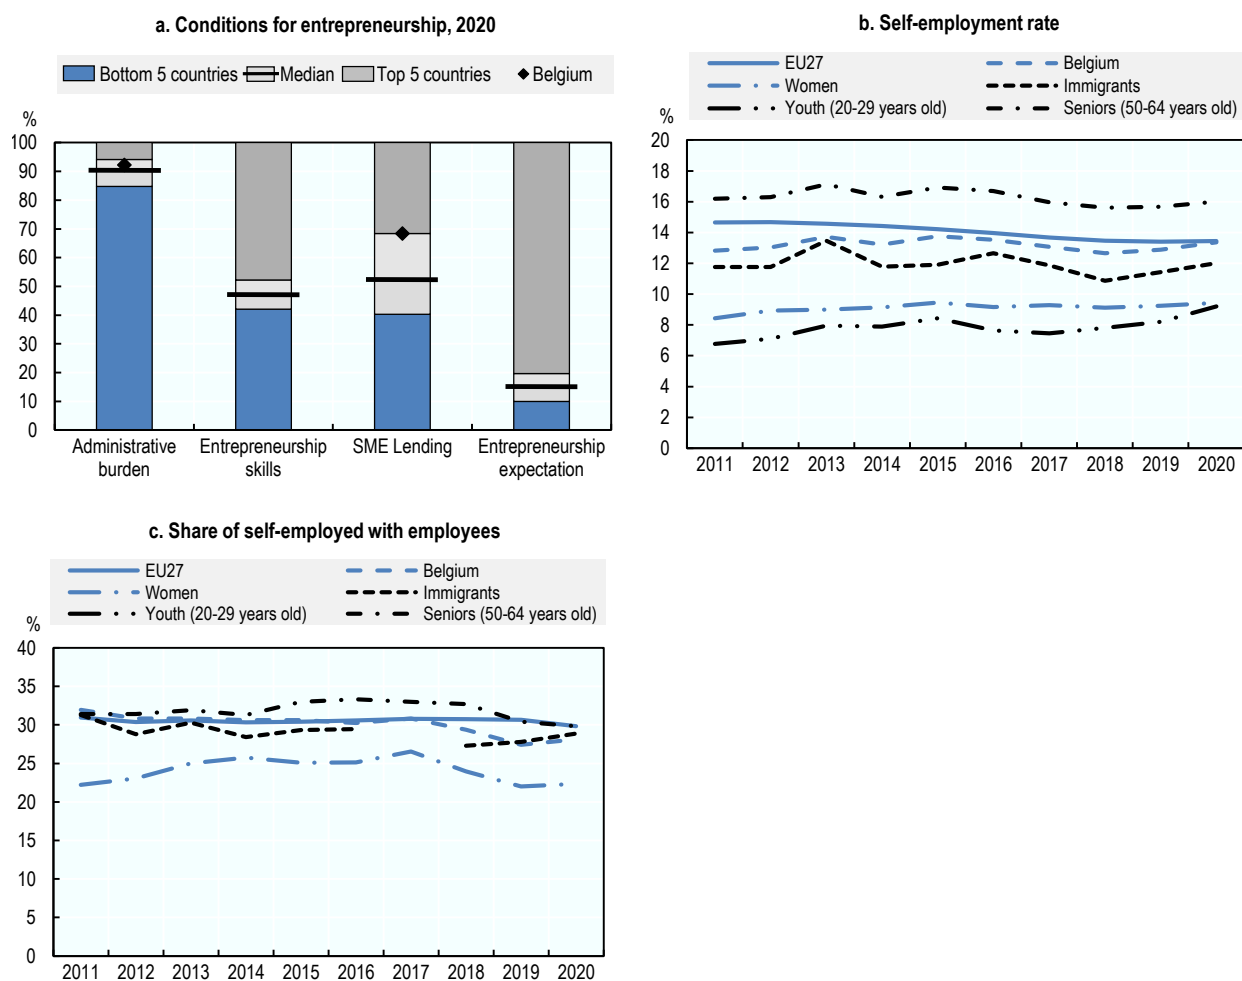 a. Conditions for entrepreneurship, 2020
Bottom 5 countries Median Top 5 countries Belgium
%
100
90
80
70
60
50
40
30
20
10
0
Administrative burden
Entrepreneurship skills
SME Lending
Entrepreneurship expectation
b. Self-employment rate
EU27 Belgium
Women Immigrants
Youth (20-29 years old) Seniors (50-64 years old)
%
20
18
16
14
12
10
8
6
4
2
0
2011 2012 2013 2014 2015 2016 2017 2018 2019 2020
c. Share of self-employed with employees
EU27 Belgium
Women Immigrants
Youth (20-29 years old) Seniors (50-64 years old)
%
40
35
30
25
20
15
10
5
0
2011 2012 2013 2014 2015 2016 2017 2018 2019 2020